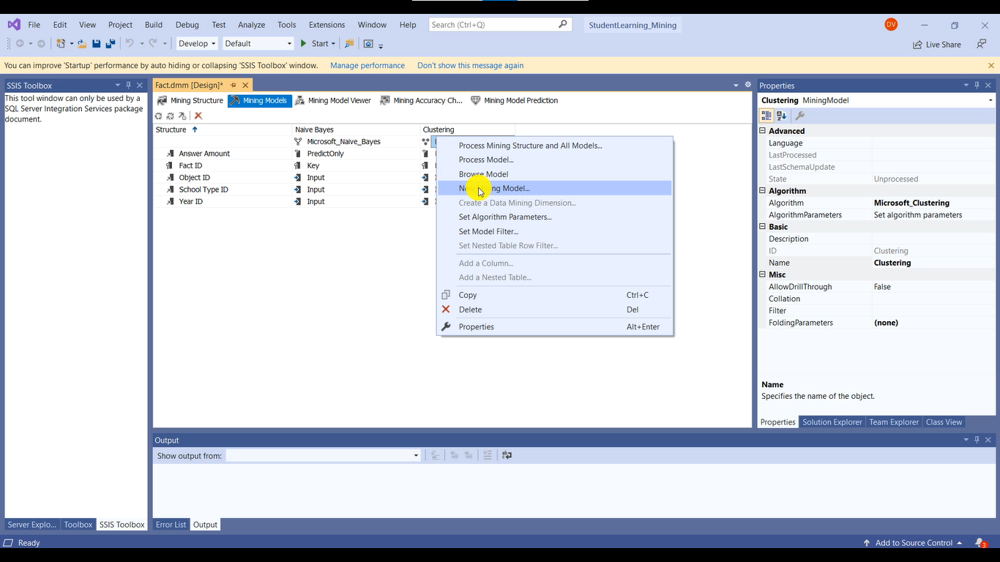 File Edit View Project Build Debug Test Analyze Tools Extensions Window Help Search (Ctrl+Q) StudentLearning_Mining DV
Develop Default Start Live Share
You can improve 'Startup' performance by auto hiding or collapsing 'SSIS Toolbox' window. Manage performance Don't show this message again
SSIS Toolbox
This tool window can only be used by a
SQL Server Integration Services package
document.
Server Explo... Toolbox SSIS Toolbox
Fact.dmm [Design]*
Mining Structure Mining Models Mining Model Viewer Mining Accuracy Ch... Mining Model Prediction
Structure Naive Bayes Clustering
Microsoft_Naive_Bayes
Answer Amount PredictOnly
Fact ID Key
Object ID Input
School Type ID Input
Year ID Input
Process Mining Structure and All Models...
Process Model...
Browse Model
New Mining Model...
Create a Data Mining Dimension...
Set Algorithm Parameters...
Set Model Filter...
Set Nested Table Row Filter...
Add a Column...
Add a Nested Table...
Copy Ctrl+C
Delete Del
Properties Alt+Enter
Properties
Clustering MiningModel
Advanced
Language
LastProcessed
LastSchemaUpdate
State Unprocessed
Algorithm
Algorithm Microsoft_Clustering
AlgorithmParameters Set algorithm parameters
Basic
Description
ID Clustering
Name Clustering
Misc
AllowDrillThrough False
Collation
Filter
FoldingParameters (none)
Name
Specifies the name of the object.
Properties Solution Explorer Team Explorer Class View
Output
Show output from:
Error List Output
Ready Add to Source Control 3